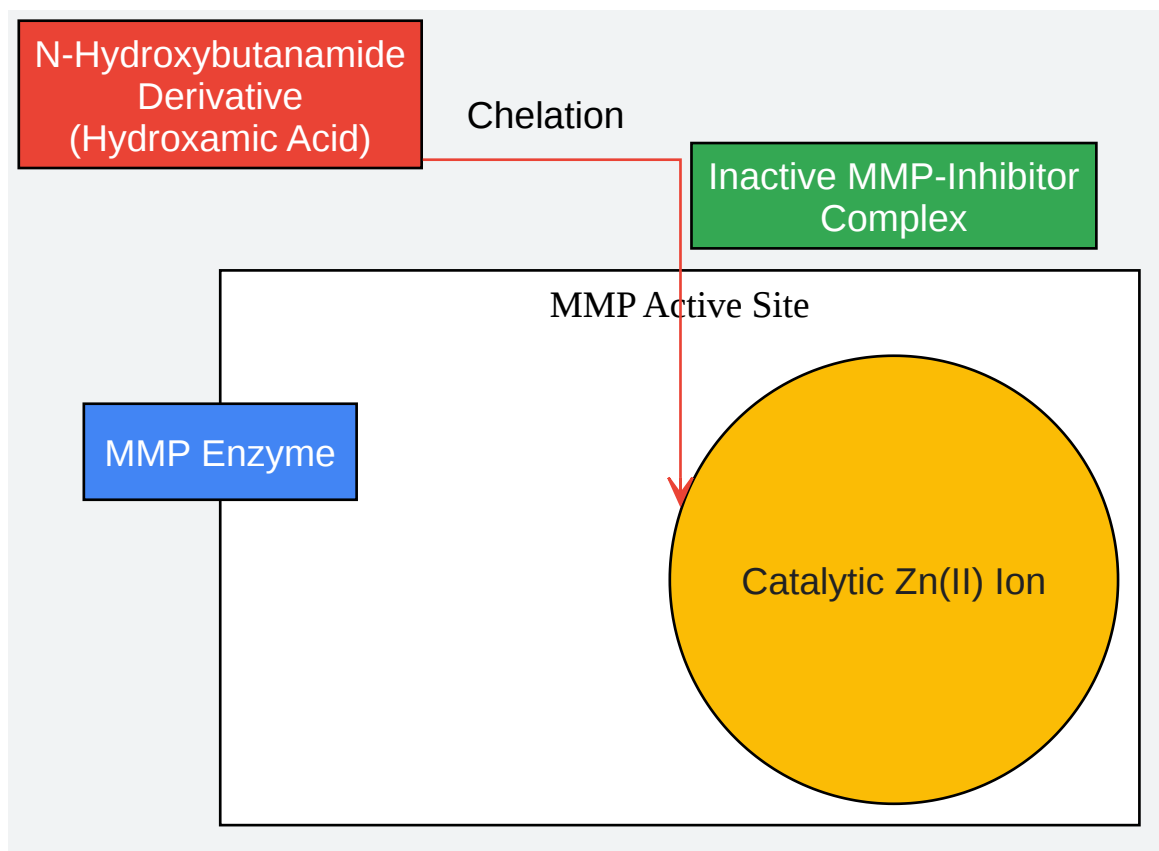 N-Hydroxybutanamide
Derivative
(Hydroxamic Acid)
Chelation
Inactive MMP-Inhibitor
Complex
MMP Active Site
MMP Enzyme
Catalytic Zn(II) Ion